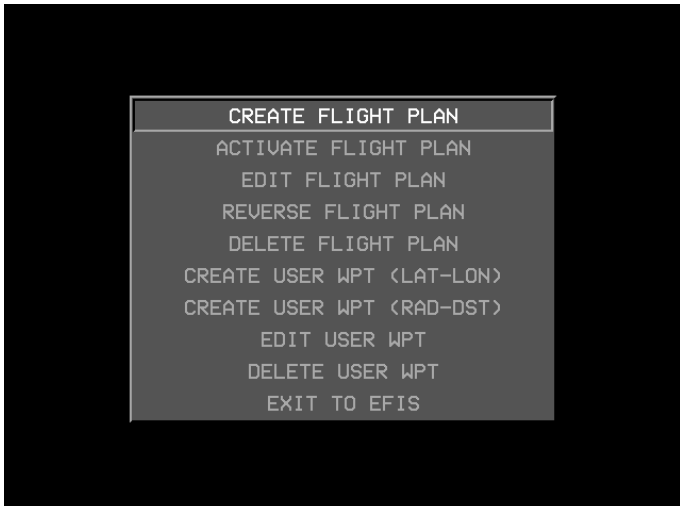 CREATE FLIGHT PLAN
ACTIVATE FLIGHT PLAN
EDIT FLIGHT PLAN
REVERSE FLIGHT PLAN
DELETE FLIGHT PLAN
CREATE USER WPT (LAT-LON)
CREATE USER WPT (RAD-DST)
EDIT USER WPT
DELETE USER WPT
EXIT TO EFIS